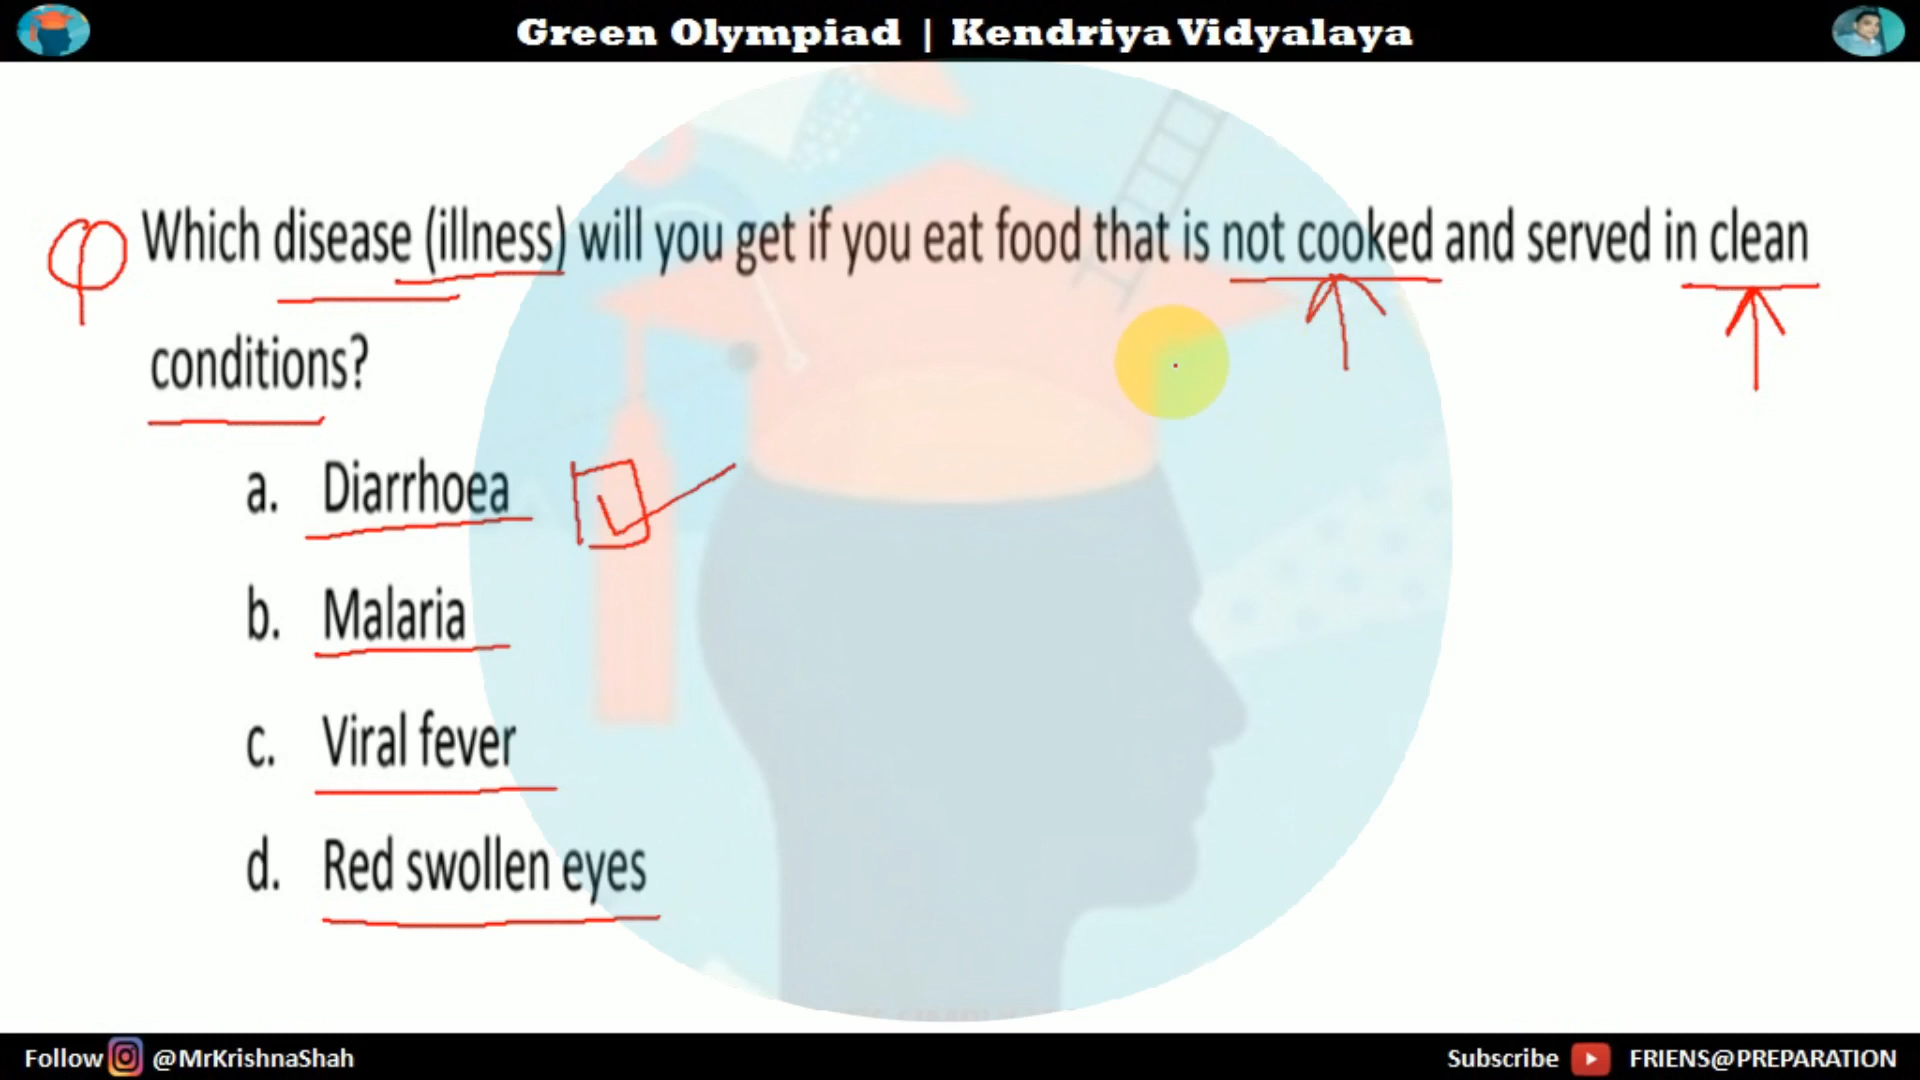 Green Olympiad | Kendriya Vidyalaya
Which disease (illness) will you get if you eat food that is not cooked and served in clean
conditions?
a. Diarrhoea
b. Malaria
c. Viral fever
d. Red swollen eyes
Follow @MrKrishnaShah
Subscribe FRIENS@PREPARATION